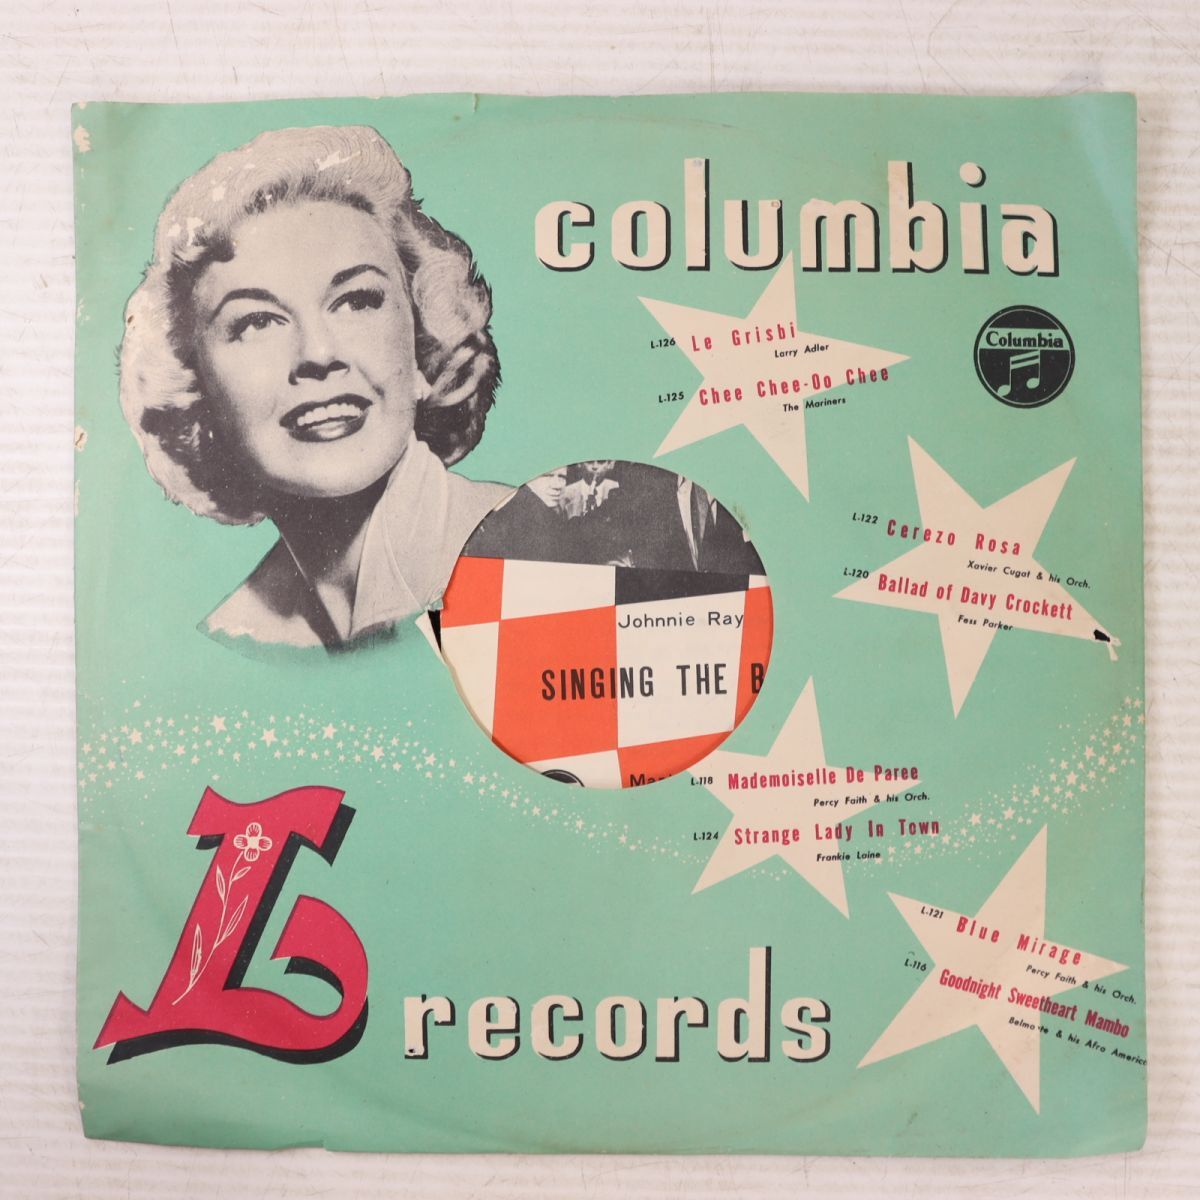 columbia
L-126 Le Grisbi
Larry Adler
L-125 Chee Chee-Oo Chee
The Mariners
Columbia
L-122 Cerezo Rosa
Xavier Cugat & his Orch.
L-120 Ballad of Davy Crockett
Fess Parker
Johnnie Ray
SINGING THE B
L-118 Mademoiselle De Paree
Percy Faith & his Orch.
L-124 Strange Lady In Town
Frankie Laine
L-121 Blue Mirage
Percy Faith & his Orch.
L-116 Goodnight Sweetheart Mambo
& his Afro Americ
L
records